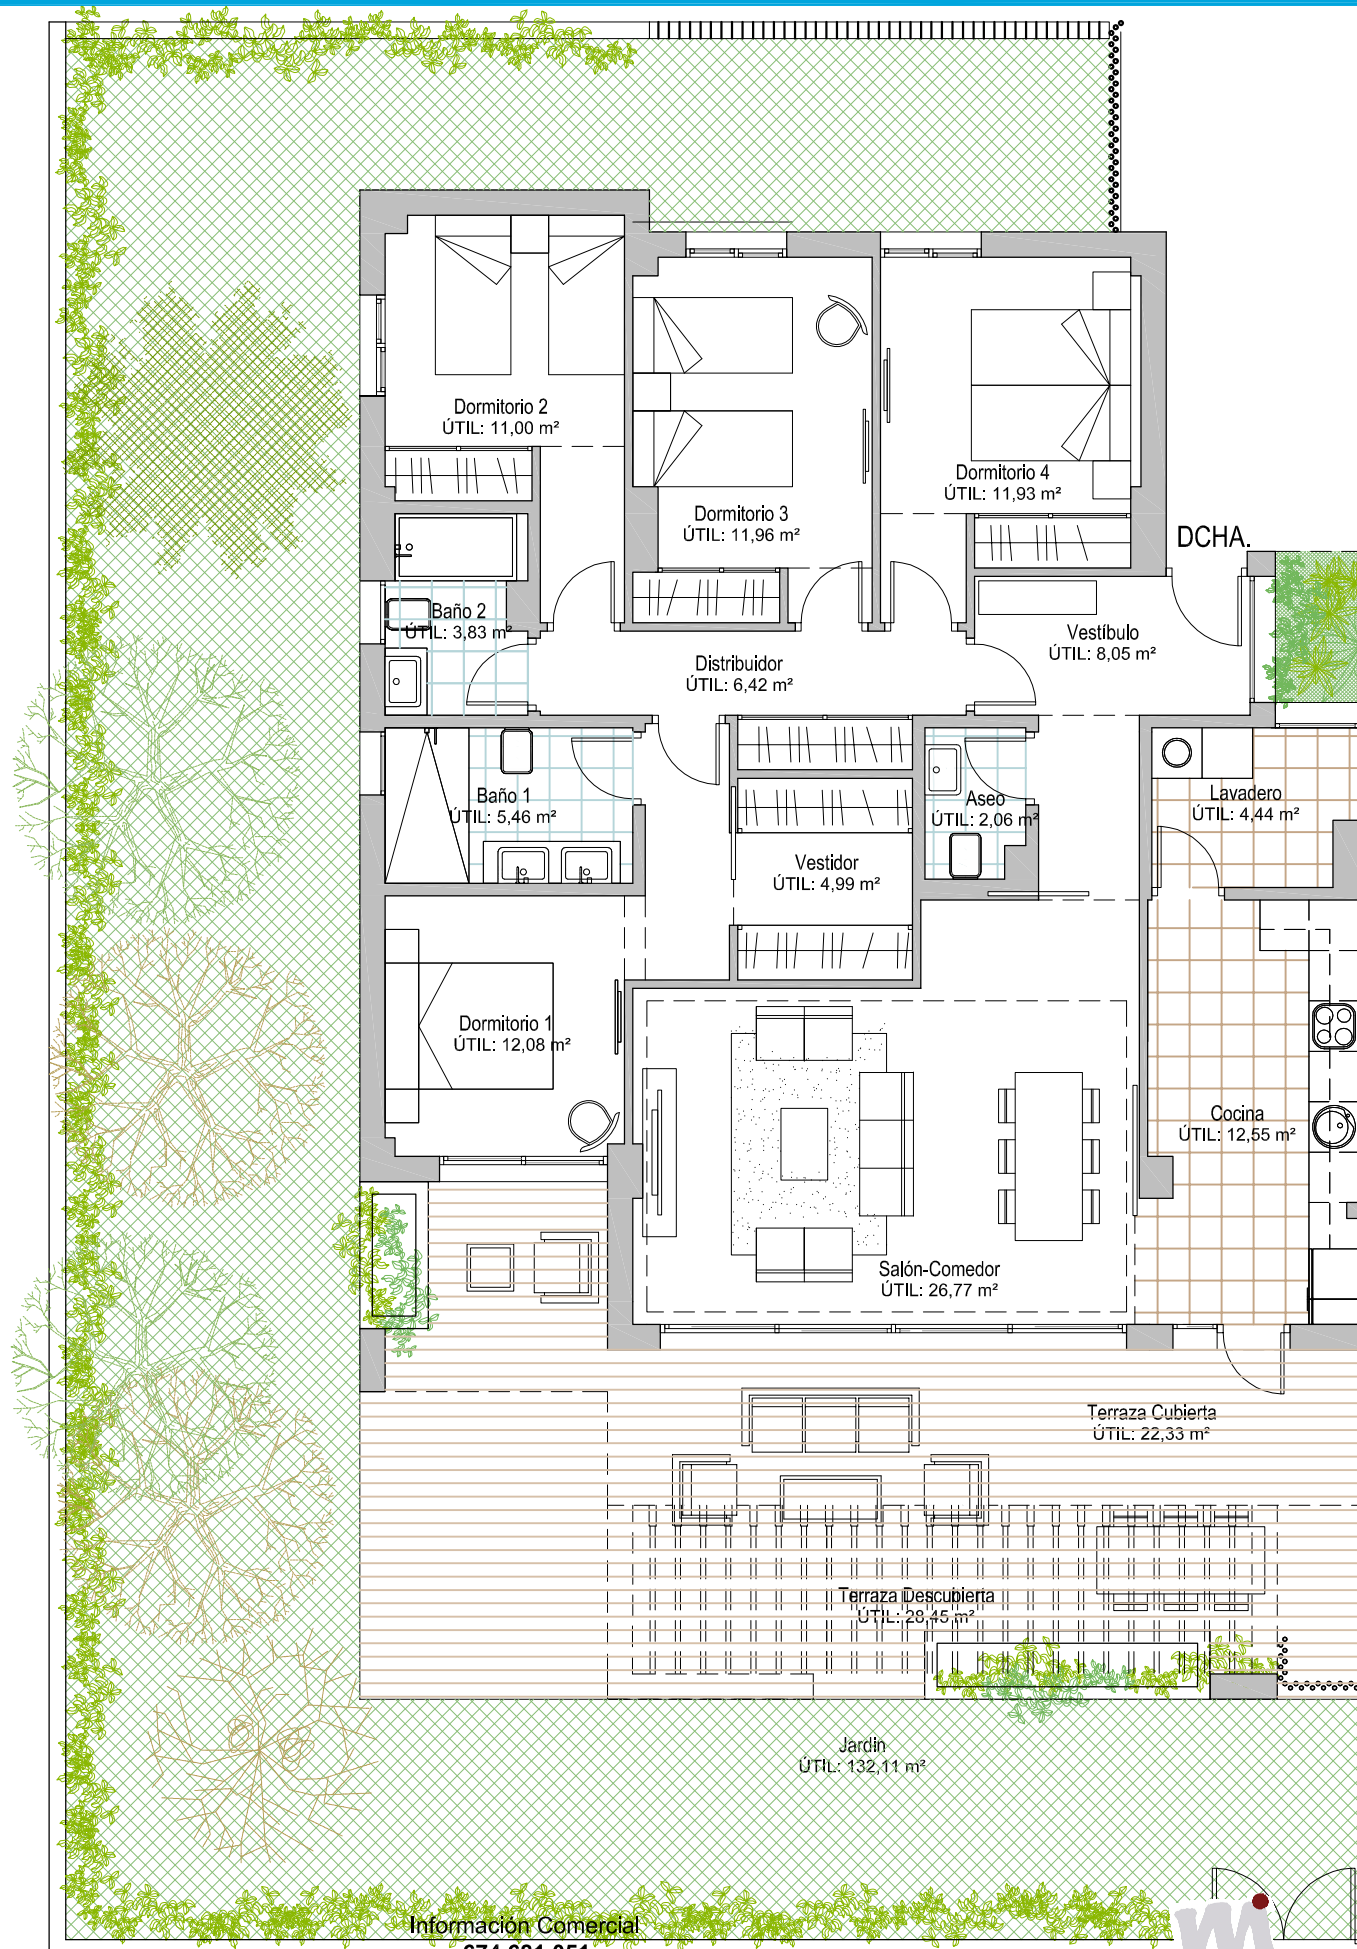 Dormitorio 2
ÚTIL: 11,00 m²
Dormitorio 3
ÚTIL: 11,96 m²
Dormitorio 4
ÚTIL: 11,93 m²
DCHA.
Baño 2
ÚTIL: 3,83 m²
Distribuidor
ÚTIL: 6,42 m²
Vestíbulo
ÚTIL: 8,05 m²
Baño 1
ÚTIL: 5,46 m²
Vestidor
ÚTIL: 4,99 m²
Aseo
ÚTIL: 2,06 m²
Lavadero
ÚTIL: 4,44 m²
Dormitorio 1
ÚTIL: 12,08 m²
Cocina
ÚTIL: 12,55 m²
Salón-Comedor
ÚTIL: 26,77 m²
Terraza Cubierta
ÚTIL: 22,33 m²
Terraza Descubierta
ÚTIL: 28,45 m²
Jardín
ÚTIL: 132,11 m²
Información Comercial